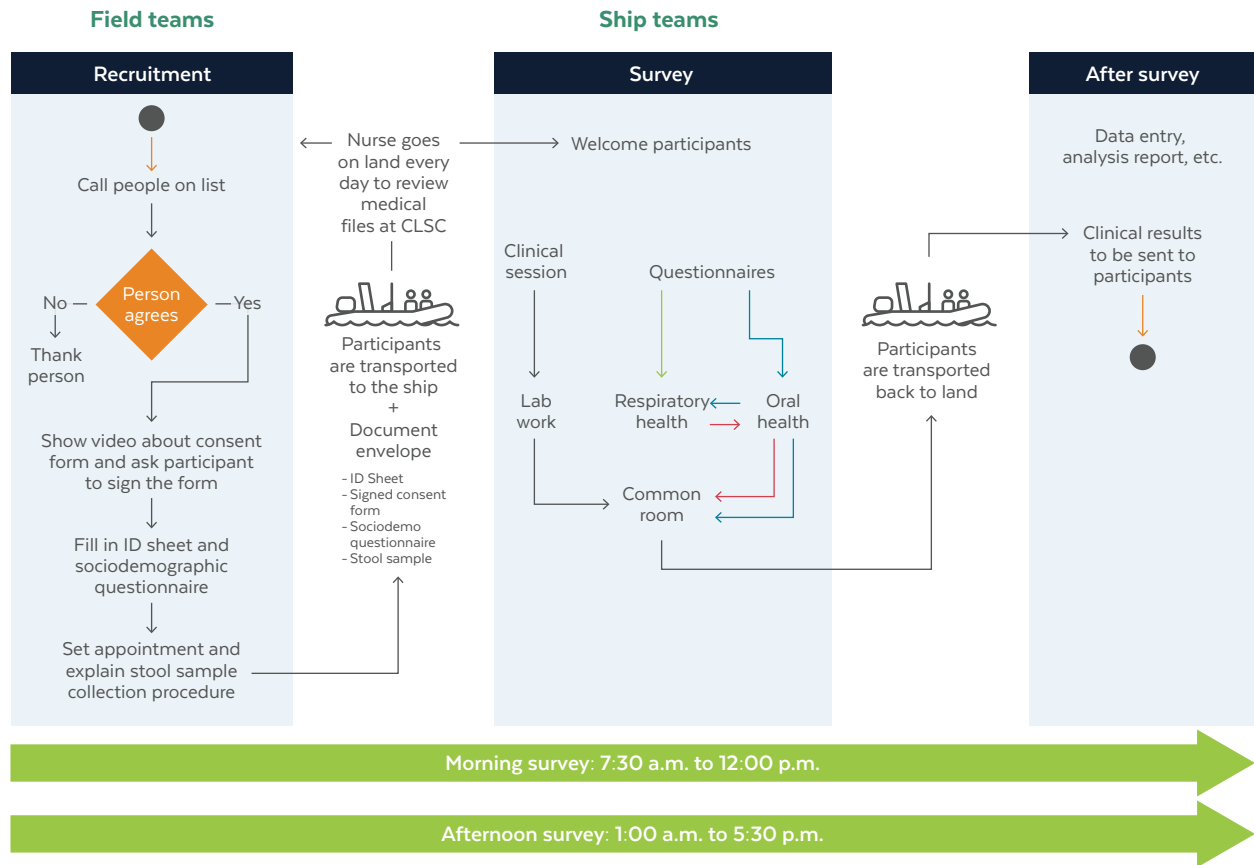 Field teams
Ship teams
Recruitment
Survey
After survey
Call people on list
Person
agrees
No
Yes
Thank
person
Show video about consent
form and ask participant
to sign the form
Fill in ID sheet and
sociodemographic
questionnaire
Set appointment and
explain stool sample
collection procedure
Nurse goes
on land every
day to review
medical
files at CLSC
Participants
are transported
to the ship
+
Document
envelope
- ID Sheet
- Signed consent
form
- Sociodemo
questionnaire
- Stool sample
Welcome participants
Clinical
session
Questionnaires
Lab
work
Respiratory
health
Oral
health
Common
room
Participants
are transported
back to land
Data entry,
analysis report, etc.
Clinical results
to be sent to
participants
Morning survey: 7:30 a.m. to 12:00 p.m.
Afternoon survey: 1:00 a.m. to 5:30 p.m.